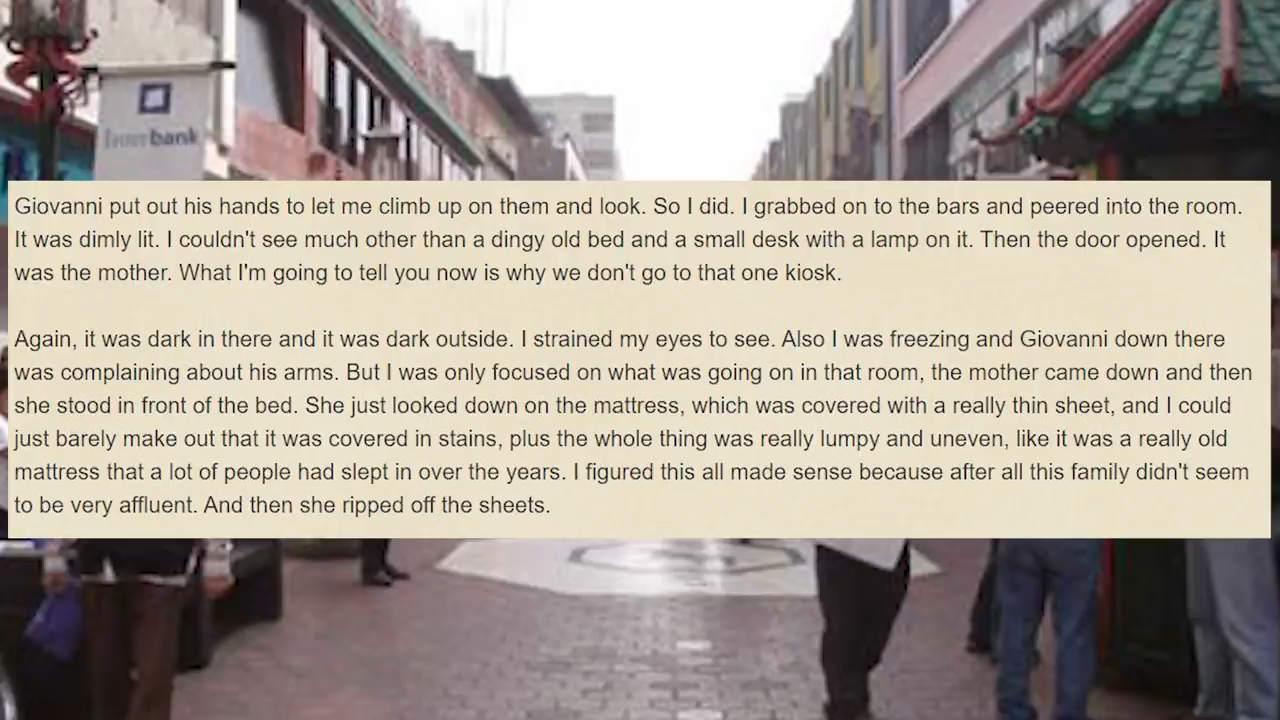 Interbank
Giovanni put out his hands to let me climb up on them and look. So I did. I grabbed on to the bars and peered into the room.
It was dimly lit. I couldn't see much other than a dingy old bed and a small desk with a lamp on it. Then the door opened. It
was the mother. What I'm going to tell you now is why we don't go to that one kiosk.
Again, it was dark in there and it was dark outside. I strained my eyes to see. Also I was freezing and Giovanni down there
was complaining about his arms. But I was only focused on what was going on in that room, the mother came down and then
she stood in front of the bed. She just looked down on the mattress, which was covered with a really thin sheet, and I could
just barely make out that it was covered in stains, plus the whole thing was really lumpy and uneven, like it was a really old
mattress that a lot of people had slept in over the years. I figured this all made sense because after all this family didn't seem
to be very affluent. And then she ripped off the sheets.